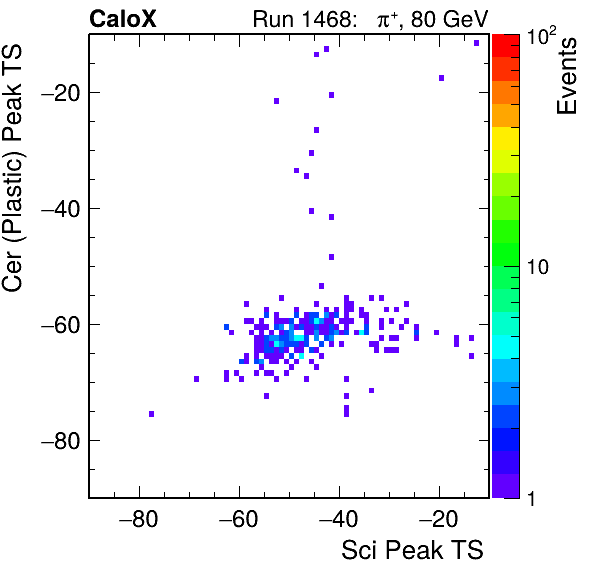 CaloX Run 1468: π⁺, 80 GeV
Cer (Plastic) Peak TS
−20
−40
−60
−80
−80 −60 −40 −20
Sci Peak TS
10²
10
1
Events